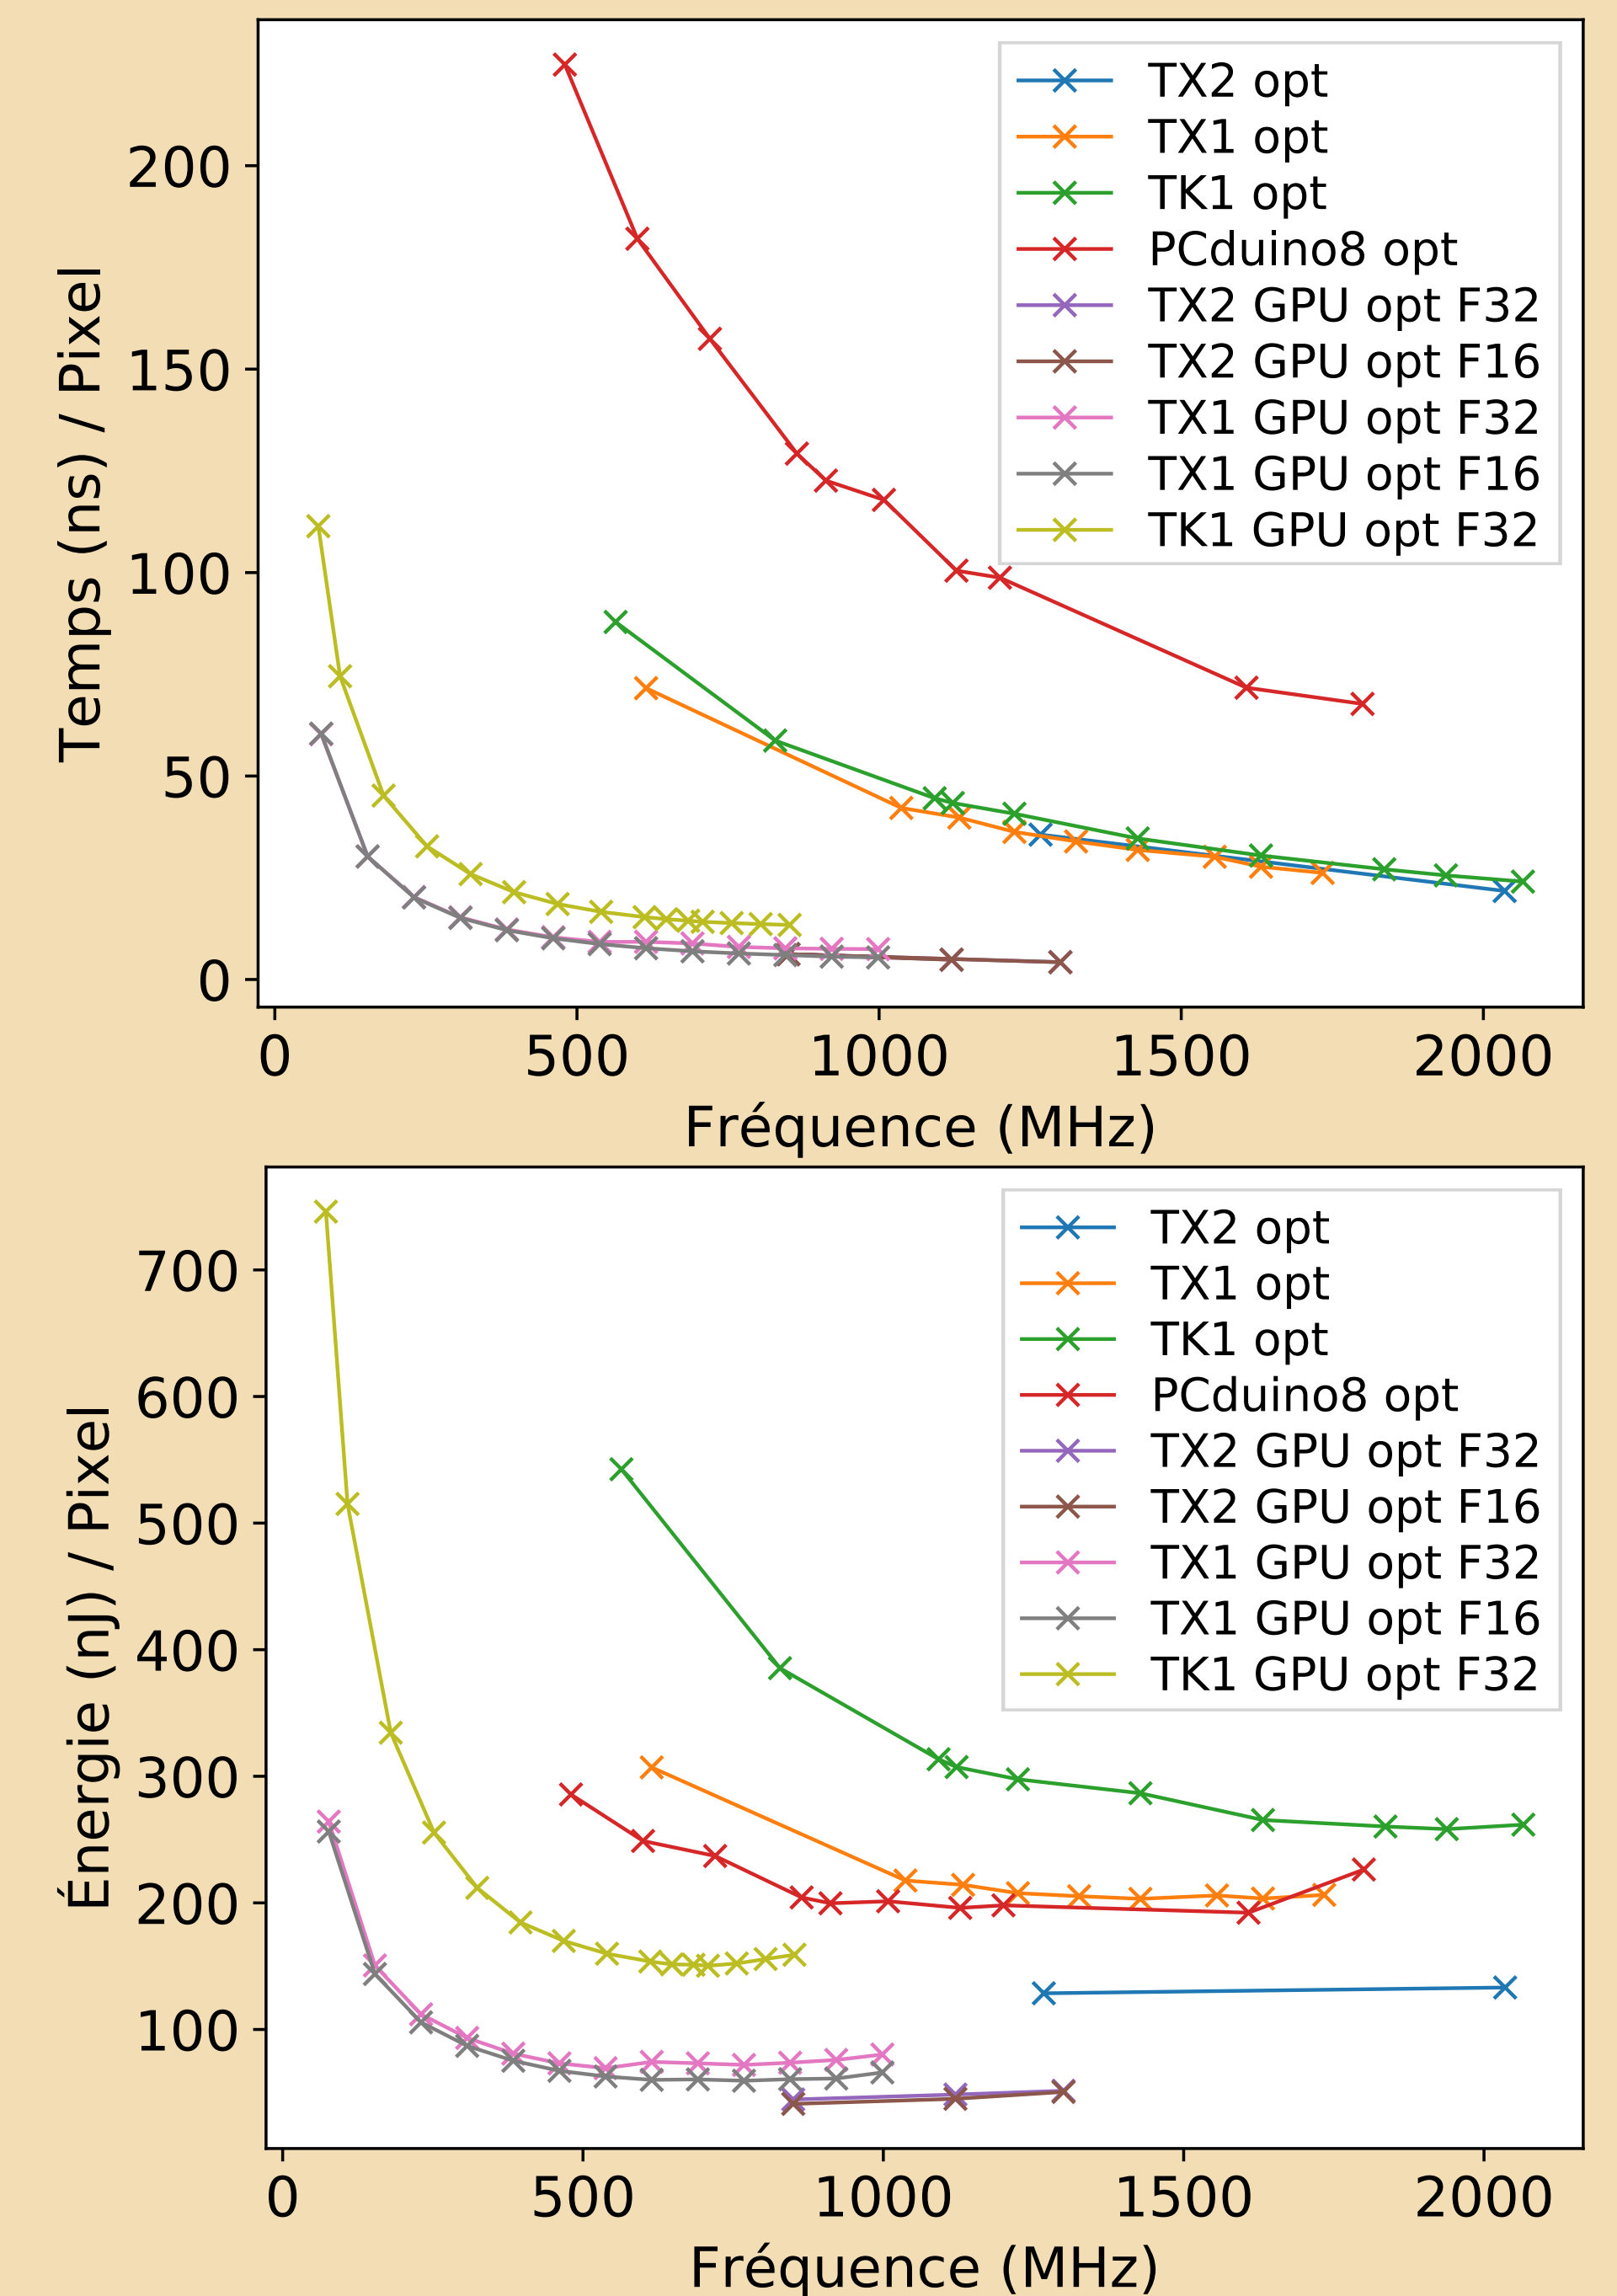 Temps (ns) / Pixel
200
150
100
50
0
TX2 opt
TX1 opt
TK1 opt
PCduino8 opt
TX2 GPU opt F32
TX2 GPU opt F16
TX1 GPU opt F32
TX1 GPU opt F16
TK1 GPU opt F32
0 500 1000 1500 2000
Fréquence (MHz)
Énergie (nJ) / Pixel
700
600
500
400
300
200
100
TX2 opt
TX1 opt
TK1 opt
PCduino8 opt
TX2 GPU opt F32
TX2 GPU opt F16
TX1 GPU opt F32
TX1 GPU opt F16
TK1 GPU opt F32
0 500 1000 1500 2000
Fréquence (MHz)